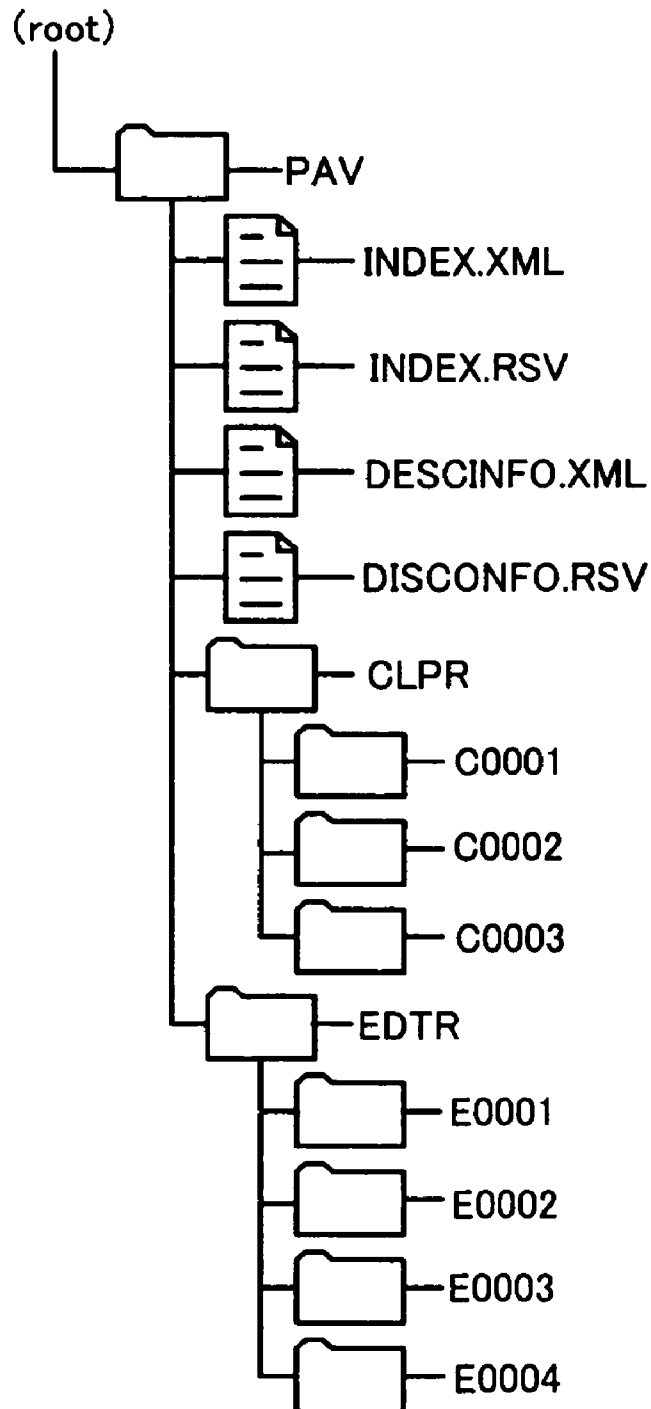 (root)
PAV
INDEX.XML
INDEX.RSV
DESCINFO.XML
DISCONFO.RSV
CLPR
C0001
C0002
C0003
EDTR
E0001
E0002
E0003
E0004